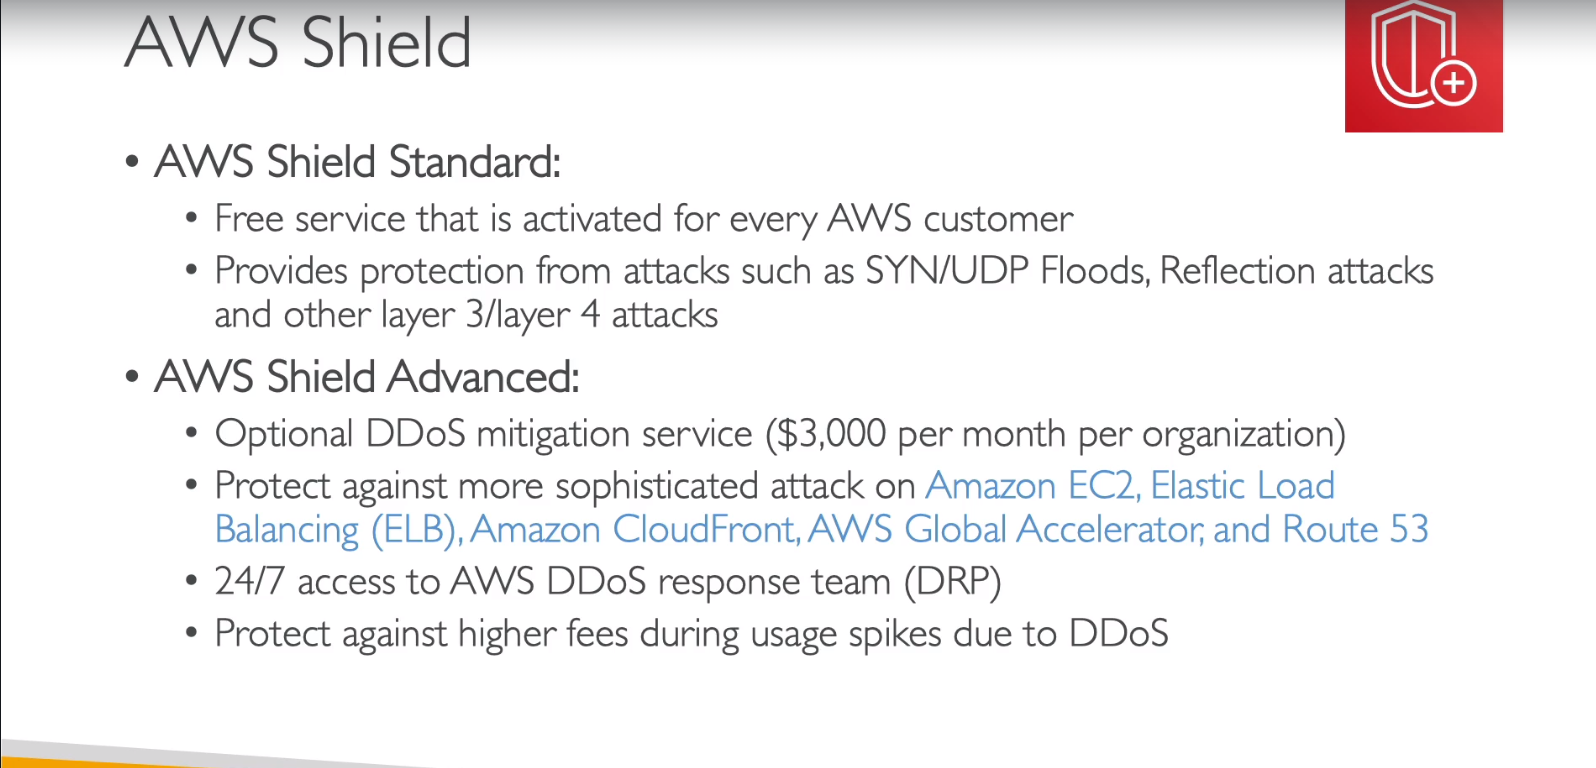 AWS Shield
• AWS Shield Standard:
• Free service that is activated for every AWS customer
• Provides protection from attacks such as SYN/UDP Floods, Reflection attacks
and other layer 3/layer 4 attacks
• AWS Shield Advanced:
• Optional DDoS mitigation service ($3,000 per month per organization)
• Protect against more sophisticated attack on Amazon EC2, Elastic Load
Balancing (ELB), Amazon CloudFront, AWS Global Accelerator, and Route 53
• 24/7 access to AWS DDoS response team (DRP)
• Protect against higher fees during usage spikes due to DDoS